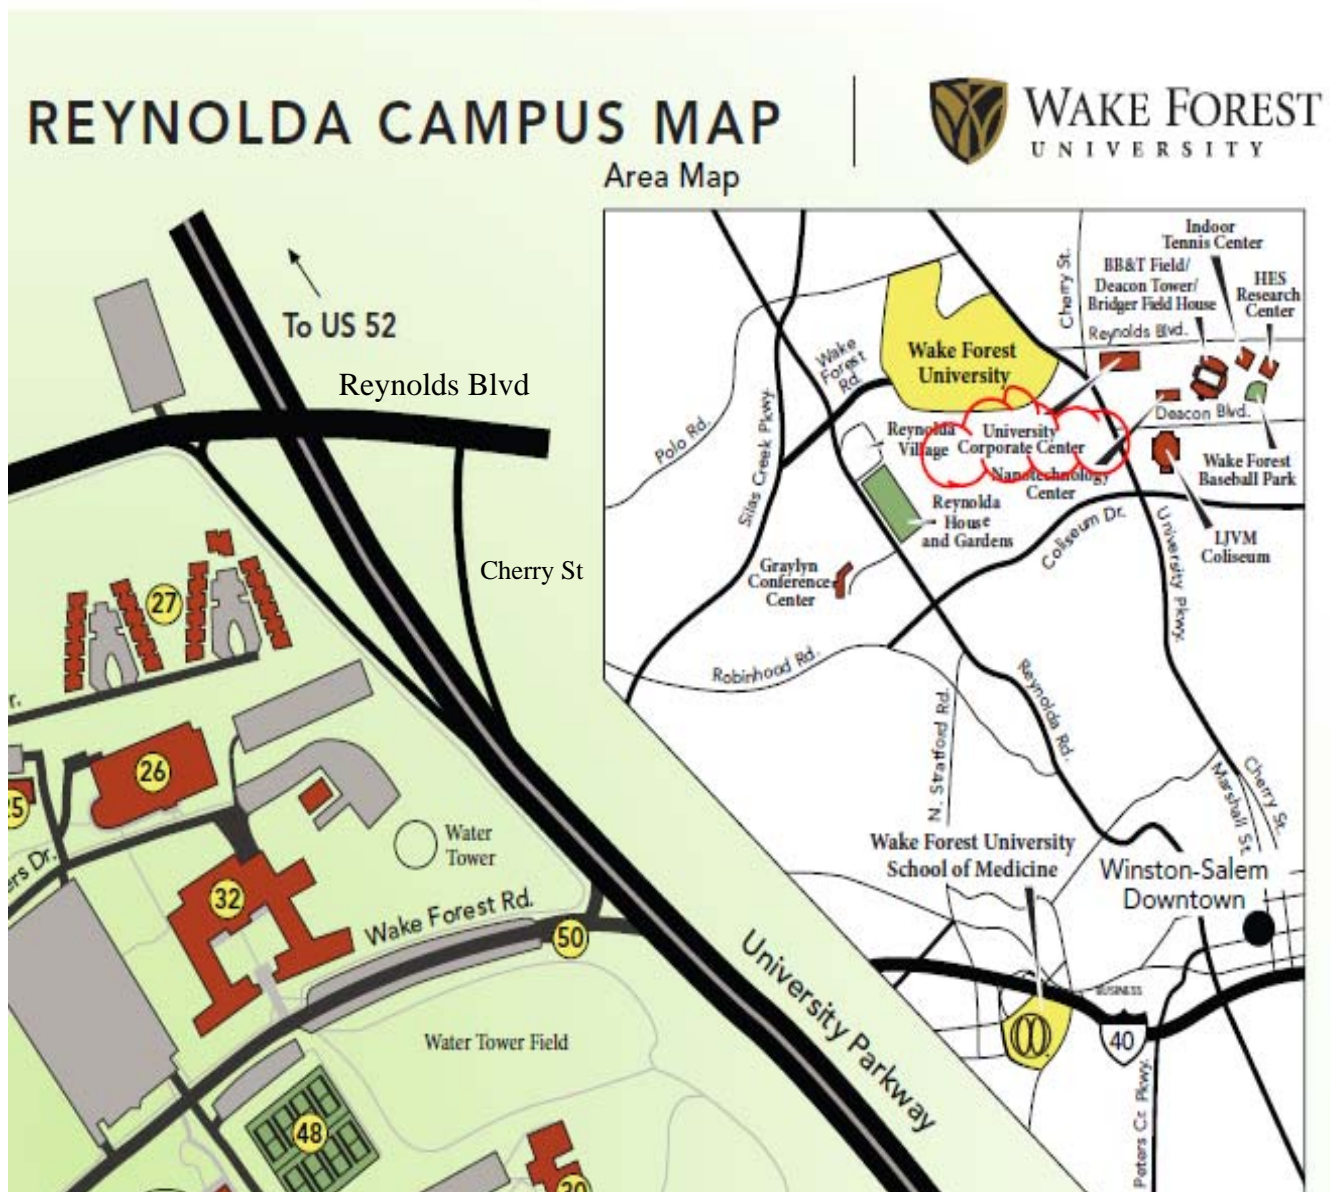 REYNOLDA CAMPUS MAP
WAKE FOREST
UNIVERSITY
Area Map
To US 52
Reynolds Blvd
Cherry St
27
26
32
Water
Tower
Wake Forest Rd.
50
Water Tower Field
48
University Parkway
30
ers Dr.
r.
Indoor
Tennis Center
BB&T Field/
Deacon Tower/
Bridger Field House
HES
Research
Center
Cherry St.
Reynolds Blvd.
Wake
Forest
Rd.
Wake Forest
University
Deacon Blvd.
Polo Rd.
Silas Creek Pkwy.
Reynolda
Village
University
Corporate Center
Nanotechnology
Center
Wake Forest
Baseball Park
Reynolda
House
and Gardens
Coliseum Dr.
LJVM
Coliseum
Graylyn
Conference
Center
University Pkwy.
Robinhood Rd.
N. Stratford Rd.
Reynolda Rd.
Marshall St.
Cherry St.
Wake Forest University
School of Medicine
Winston-Salem
Downtown
BUSINESS
40
Peters Cr. Pkwy.